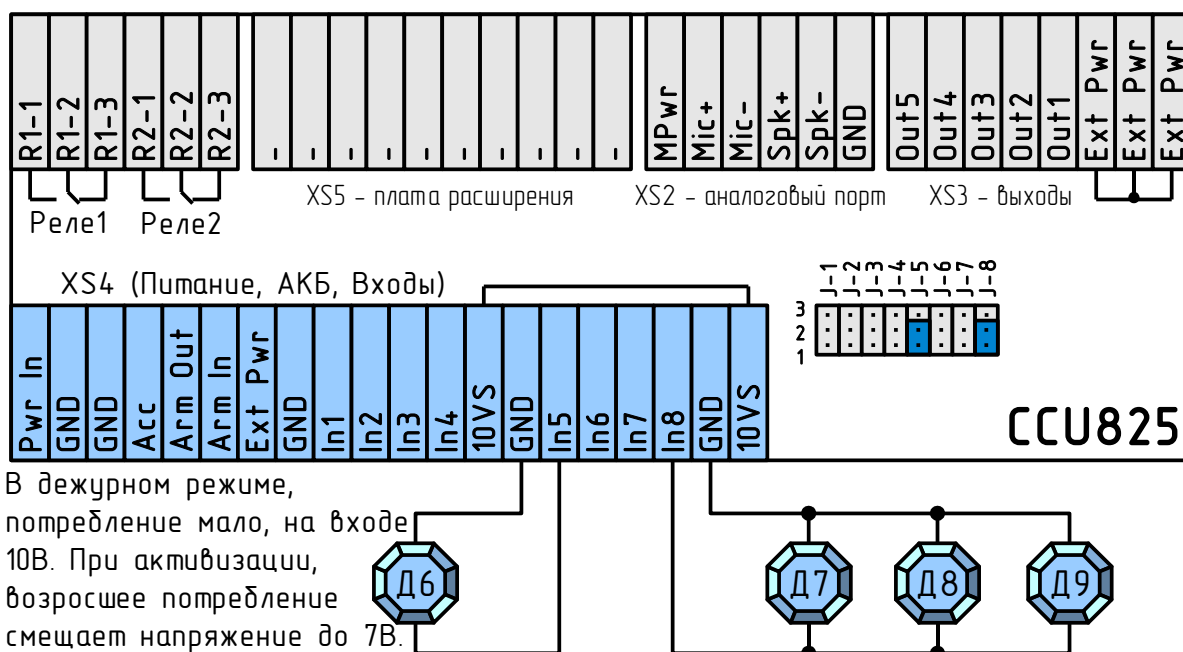 R1-1 R1-2 R1-3 R2-1 R2-2 R2-3 - - - - - - - - - - MPwr Mic+ Mic- Spk+ Spk- GND Out5 Out4 Out3 Out2 Out1 Ext Pwr Ext Pwr Ext Pwr
Реле1 Реле2 XS5 - плата расширения XS2 - аналоговый порт XS3 - выходы
XS4 (Питание, АКБ, Входы)
J-1 J-2 J-3 J-4 J-5 J-6 J-7 J-8
3
2
1
Pwr In GND GND Acc Arm Out Arm In Ext Pwr GND In1 In2 In3 In4 10VS GND In5 In6 In7 In8 GND 10VS
CCU825
В дежурном режиме,
потребление мало, на входе
10В. При активизации,
возросшее потребление
смещает напряжение до 7В.
Д6 Д7 Д8 Д9